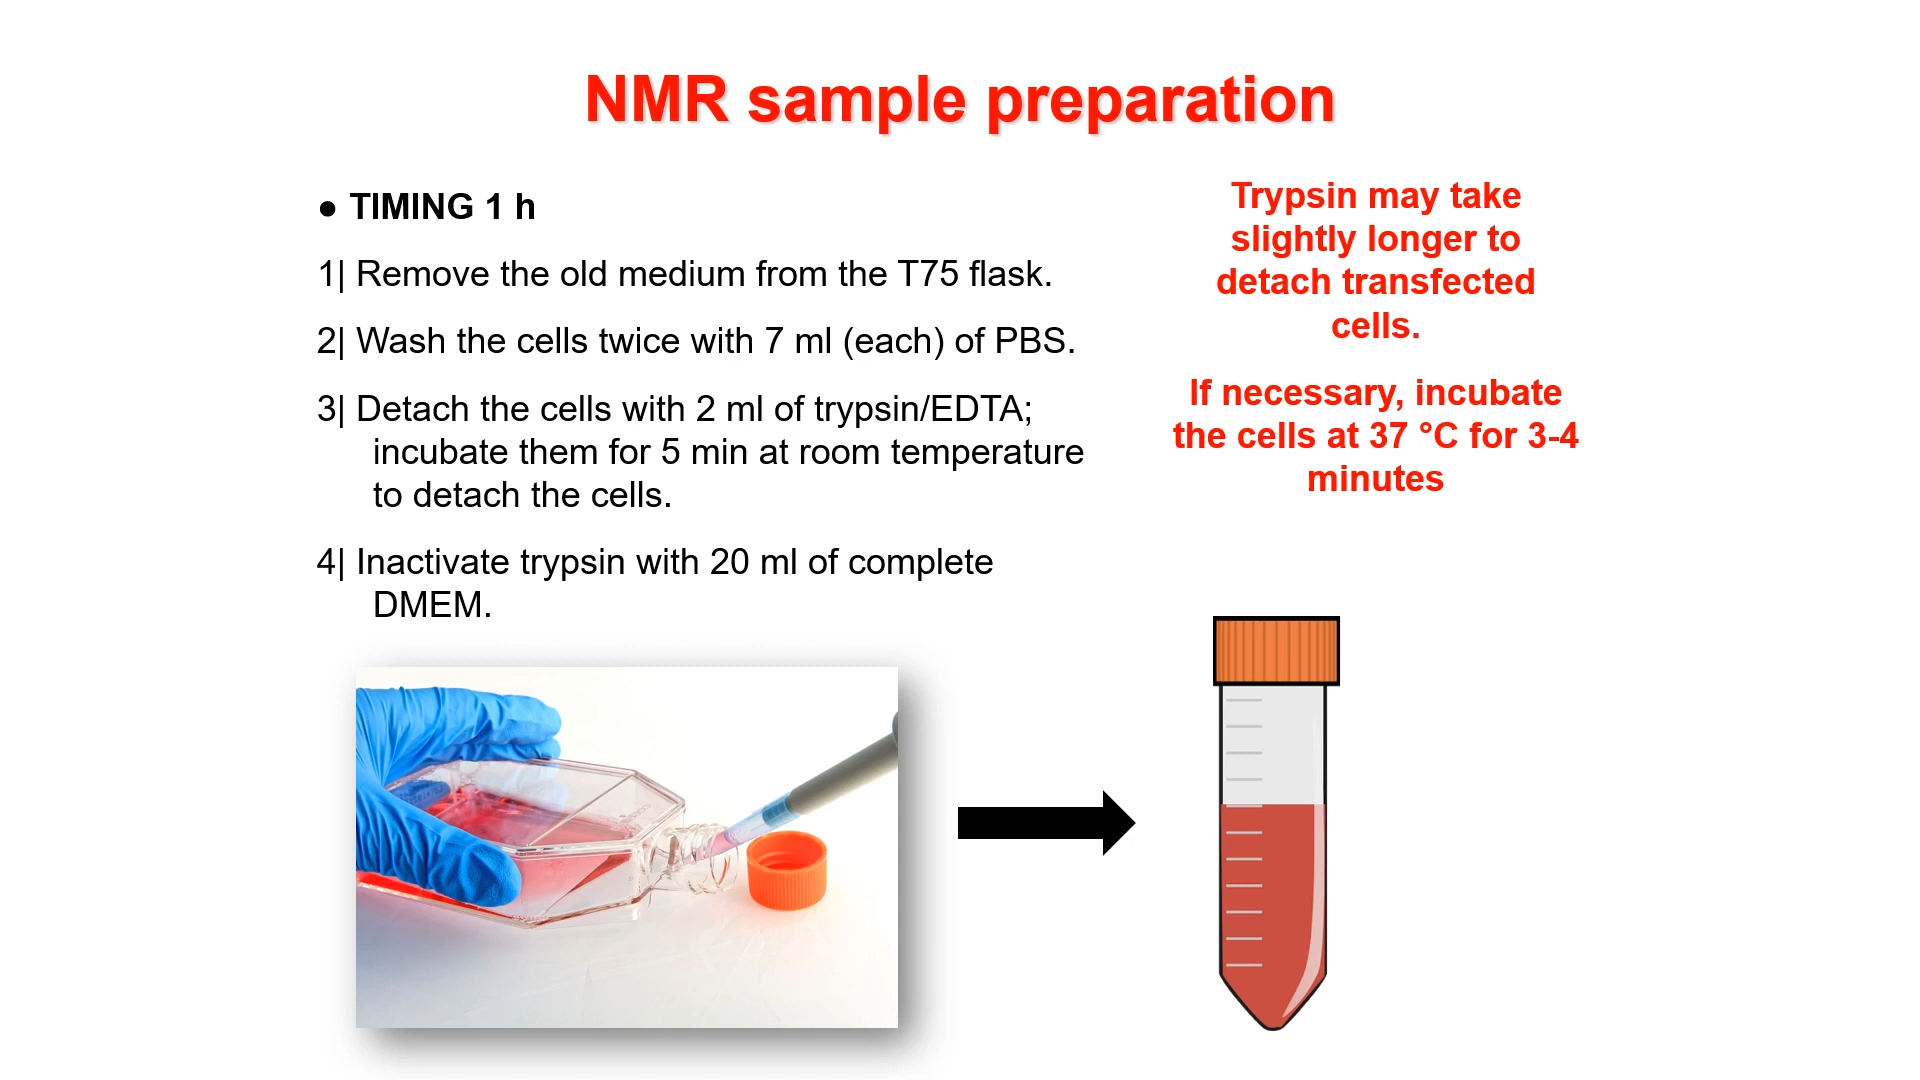 NMR sample preparation
● TIMING 1 h
1| Remove the old medium from the T75 flask.
2| Wash the cells twice with 7 ml (each) of PBS.
3| Detach the cells with 2 ml of trypsin/EDTA;
incubate them for 5 min at room temperature
to detach the cells.
4| Inactivate trypsin with 20 ml of complete
DMEM.
Trypsin may take
slightly longer to
detach transfected
cells.
If necessary, incubate
the cells at 37 °C for 3-4
minutes